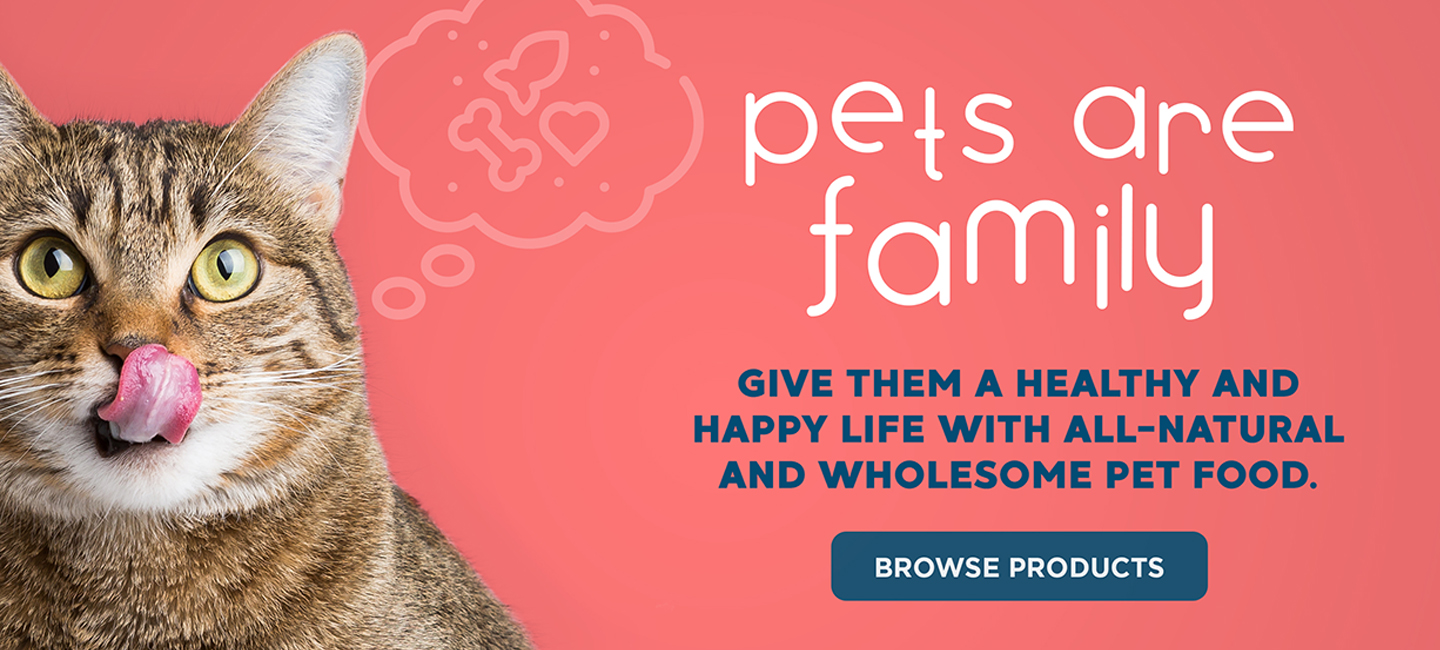 pets are
family
GIVE THEM A HEALTHY AND
HAPPY LIFE WITH ALL-NATURAL
AND WHOLESOME PET FOOD.
BROWSE PRODUCTS